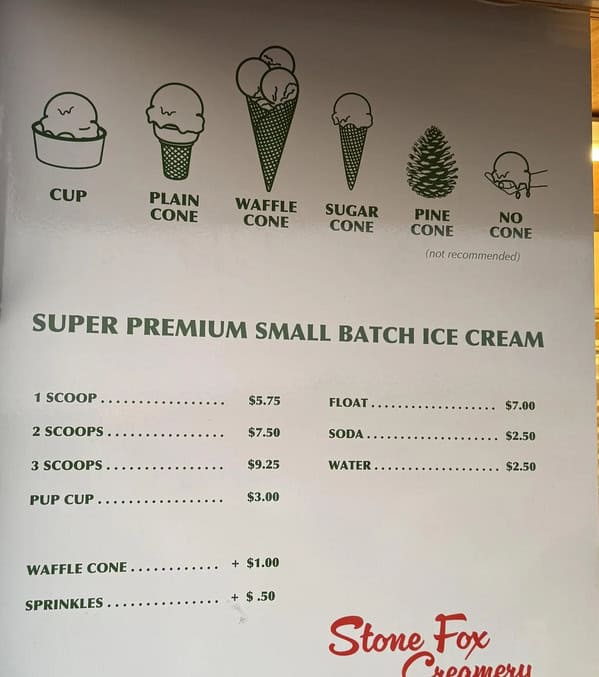 CUP
PLAIN
CONE
WAFFLE
CONE
SUGAR
CONE
PINE
CONE
NO
CONE
(not recommended)
SUPER PREMIUM SMALL BATCH ICE CREAM
1 SCOOP ................. $5.75
2 SCOOPS ................ $7.50
3 SCOOPS ................ $9.25
PUP CUP ................. $3.00
WAFFLE CONE ............ + $1.00
SPRINKLES ............... + $ .50
FLOAT ................... $7.00
SODA .................... $2.50
WATER ................... $2.50
Stone Fox
Creamery